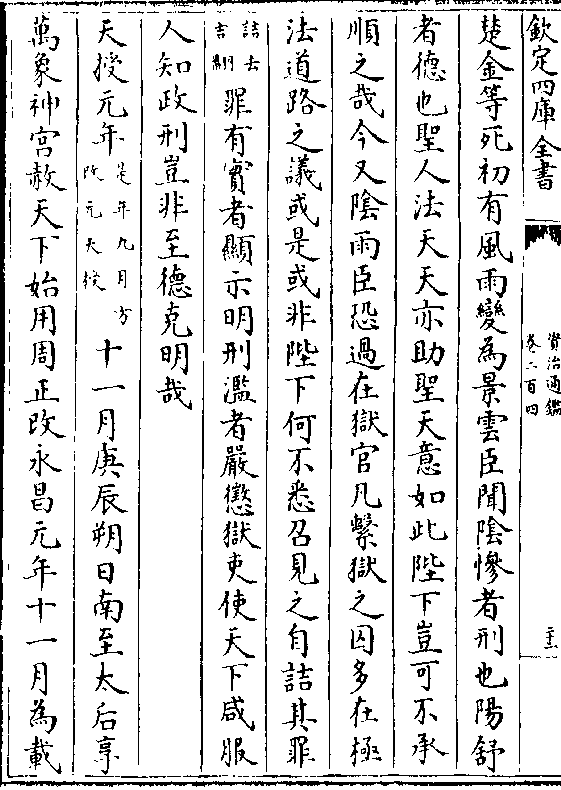 欽定四庫全書
資治通鑑
卷二百四
楚金等死初有風雨變為景雲臣聞陰慘者刑也陽舒
者德也聖人法天天亦助聖天意如此陛下豈可不承
順之哉今又陰雨臣恐過在獄官凡繫獄之囚多在極
法道路之議或是或非陛下何不悉召見之自詰其罪
詰去
吉翻
罪有實者顯示明刑濫者嚴懲獄吏使天下咸服
人知政刑豈非至德克明哉
天授元年
是年九月方
改元天授
十一月庚辰朔日南至太后享
萬象神宫赦天下始用周正改永昌元年十一月為載